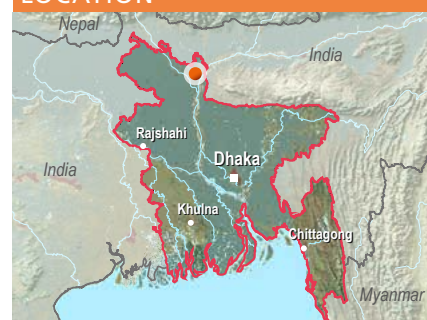 LOCATION
Nepal
India
Rajshahi
Dhaka
India
Khulna
Chittagong
Myanmar